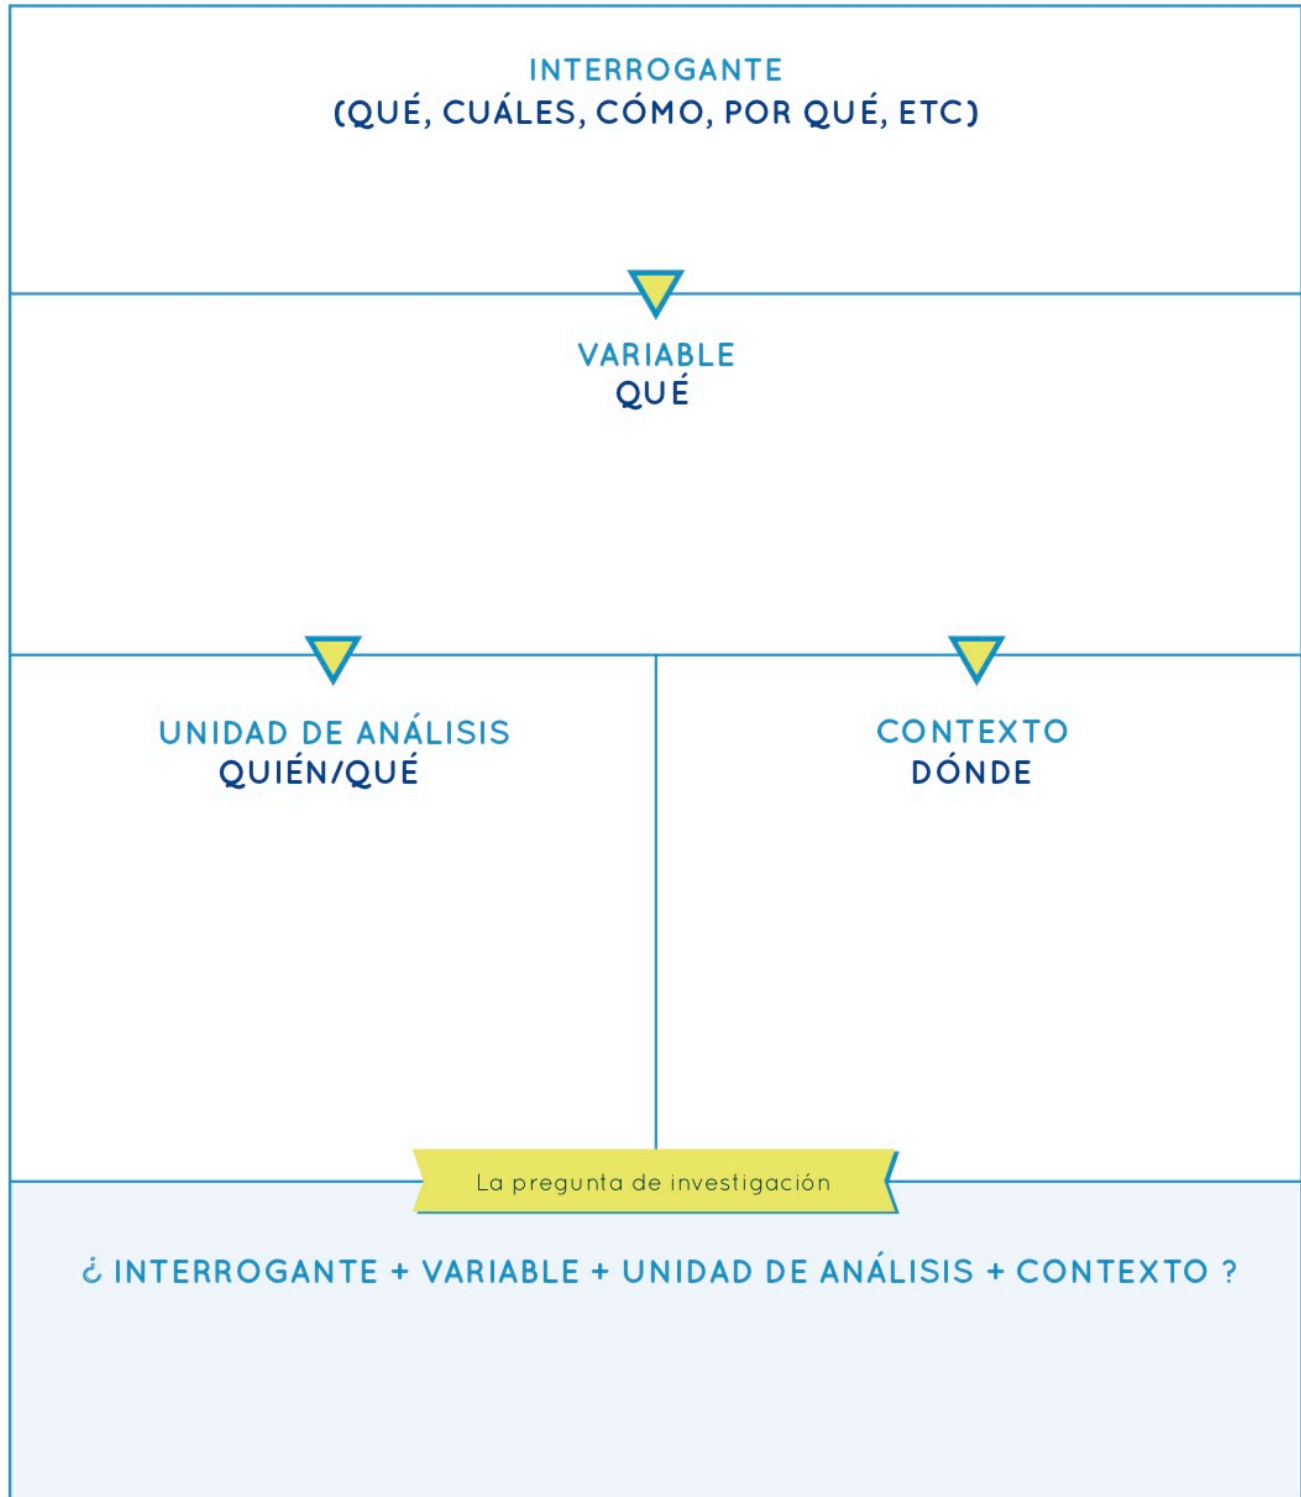 INTERROGANTE
(QUÉ, CUÁLES, CÓMO, POR QUÉ, ETC)
VARIABLE
QUÉ
UNIDAD DE ANÁLISIS
QUIÉN/QUÉ
CONTEXTO
DÓNDE
La pregunta de investigación
¿ INTERROGANTE + VARIABLE + UNIDAD DE ANÁLISIS + CONTEXTO ?